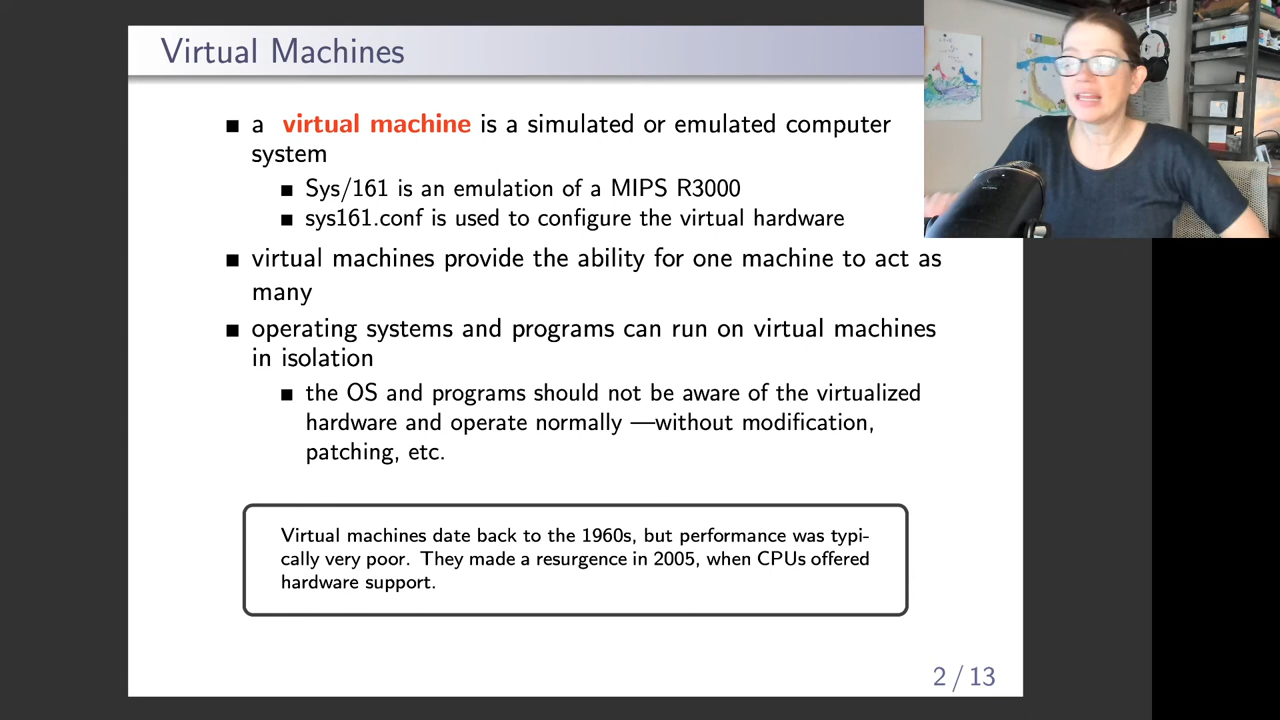 Virtual Machines
■ a virtual machine is a simulated or emulated computer
system
■ Sys/161 is an emulation of a MIPS R3000
■ sys161.conf is used to configure the virtual hardware
■ virtual machines provide the ability for one machine to act as
many
■ operating systems and programs can run on virtual machines
in isolation
■ the OS and programs should not be aware of the virtualized
hardware and operate normally —without modification,
patching, etc.
Virtual machines date back to the 1960s, but performance was typi-
cally very poor. They made a resurgence in 2005, when CPUs offered
hardware support.
2 / 13